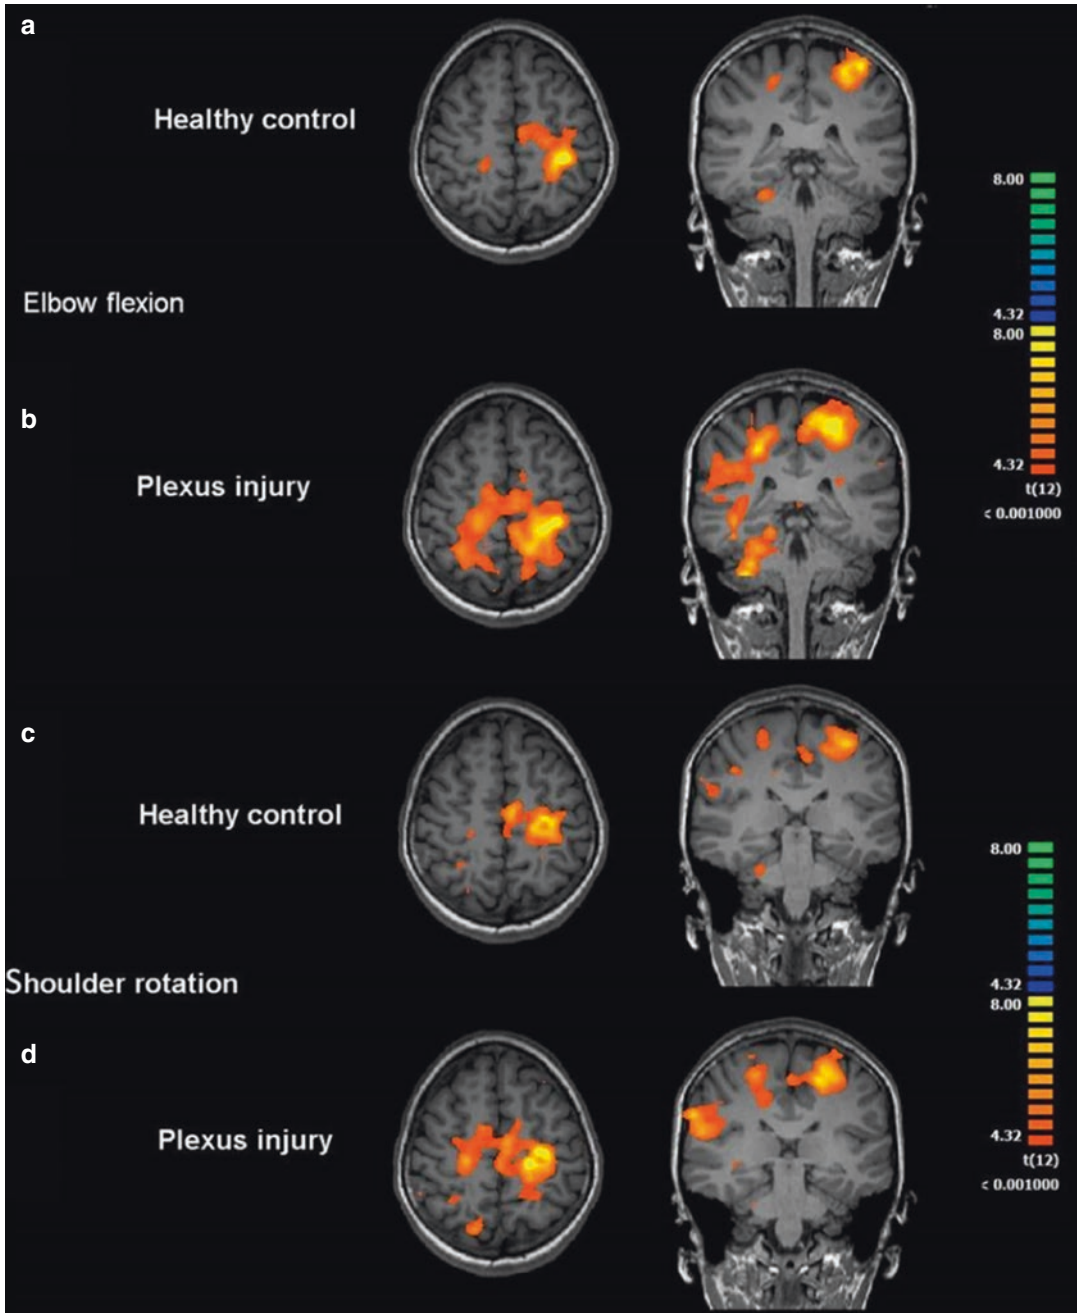 a
Healthy control
8.00
4.32
8.00
Elbow flexion
b
4.32
t(12)
< 0.001000
Plexus injury
c
Healthy control
8.00
4.32
8.00
Shoulder rotation
d
Plexus injury
4.32
t(12)
< 0.001000